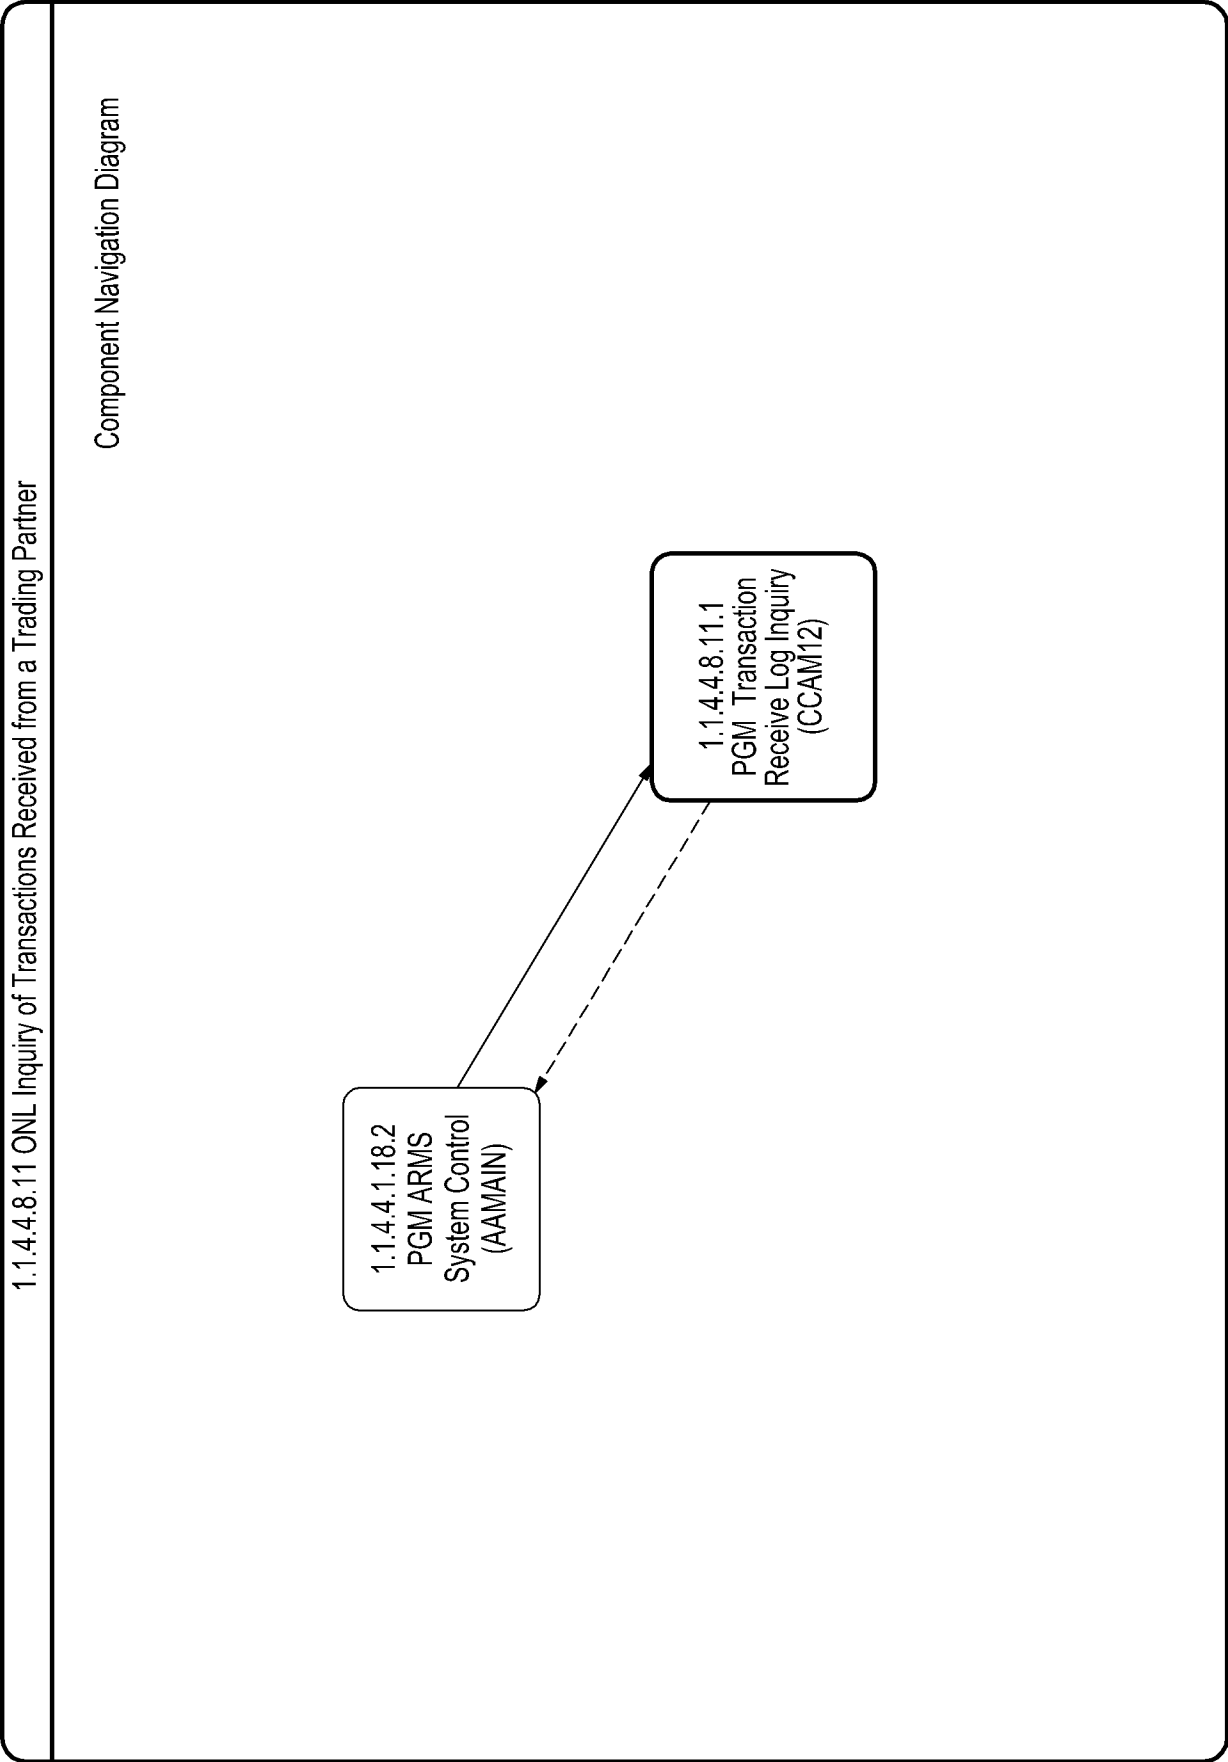 1.1.4.4.8.11 ONL Inquiry of Transactions Received from a Trading Partner
Component Navigation Diagram
1.1.4.4.1.18.2
PGM ARMS
System Control
(AAMAIN)
1.1.4.4.8.11.1
PGM Transaction
Receive Log Inquiry
(CCAM12)